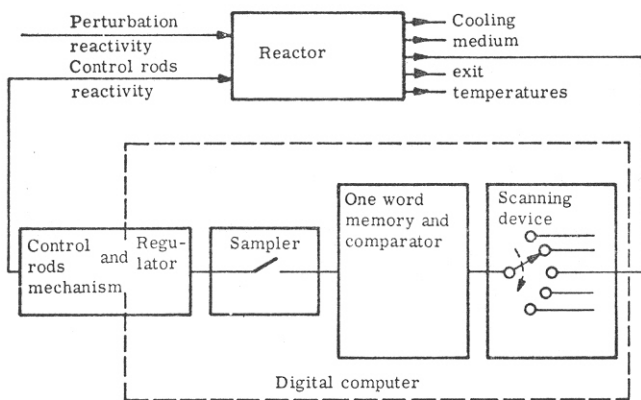 Perturbation
reactivity
Control rods
reactivity
Reactor
Cooling
medium
exit
temperatures
Control
rods
mechanism
and
Regu-
lator
Sampler
One word
memory and
comparator
Scanning
device
Digital computer